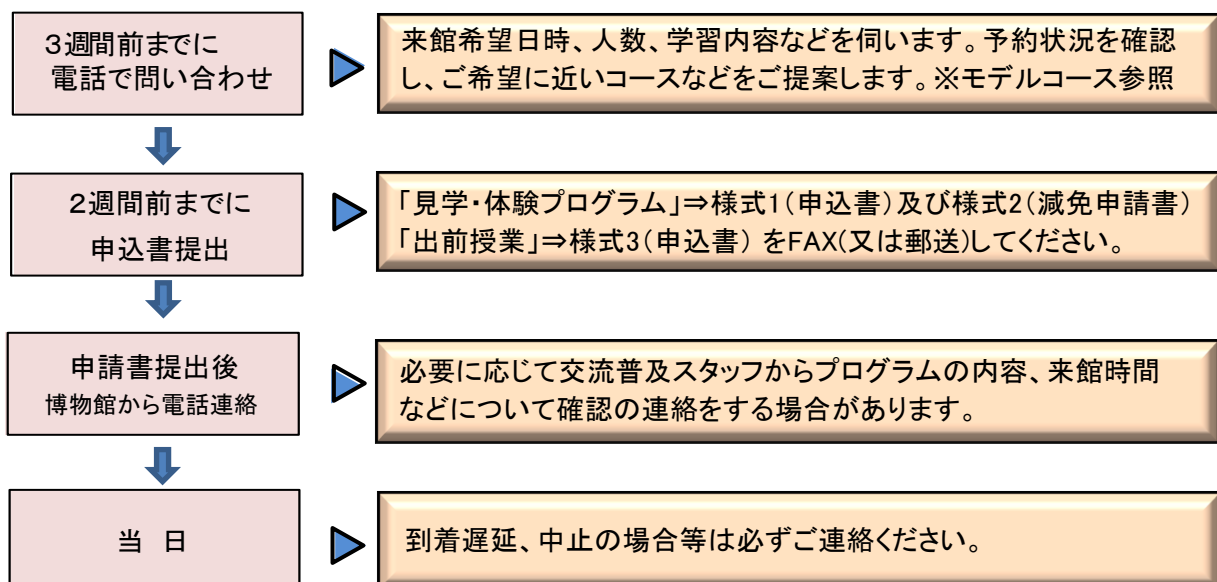 3週間前までに
電話で問い合わせ
来館希望日時、人数、学習内容などを伺います。予約状況を確認
し、ご希望に近いコースなどをご提案します。※モデルコース参照
2週間前までに
申込書提出
「見学・体験プログラム」⇒様式1(申込書)及び様式2(減免申請書)
「出前授業」⇒様式3(申込書) をFAX(又は郵送)してください。
申請書提出後
博物館から電話連絡
必要に応じて交流普及スタッフからプログラムの内容、来館時間
などについて確認の連絡をする場合があります。
当 日
到着遅延、中止の場合等は必ずご連絡ください。